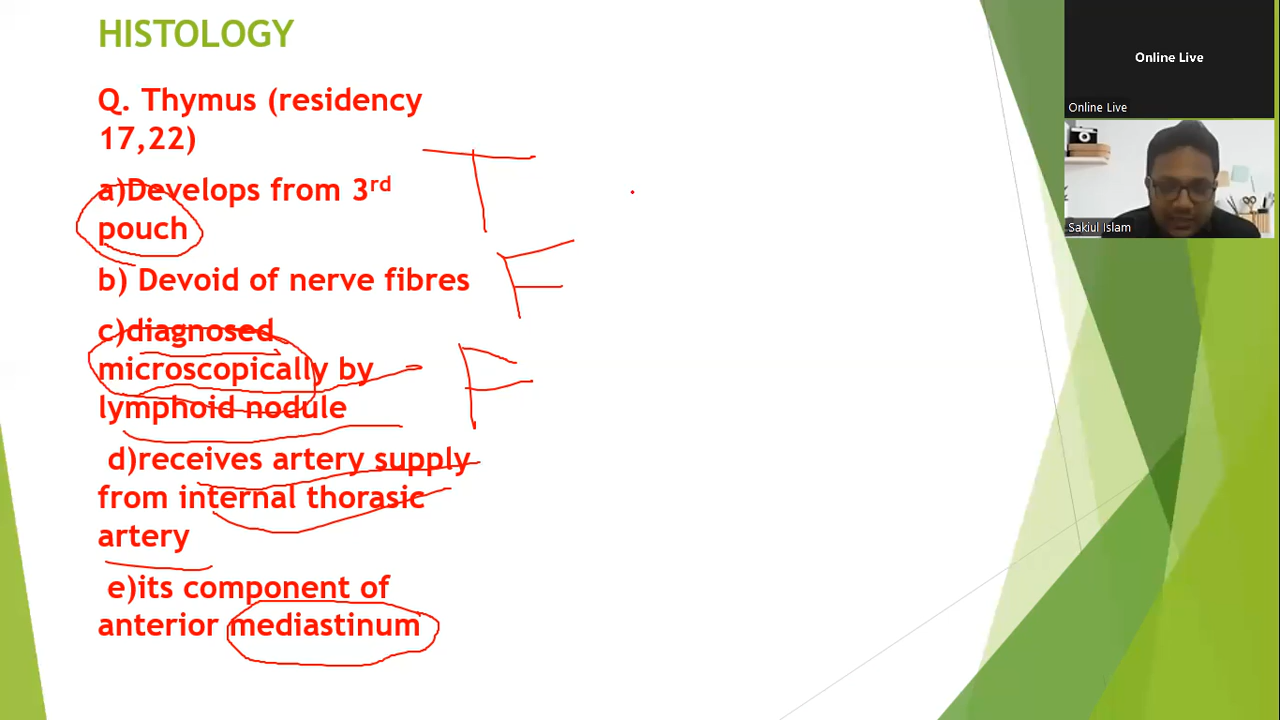 HISTOLOGY
Q. Thymus (residency
17,22)
a)Develops from 3rd
pouch
T
b) Devoid of nerve fibres
F
c)diagnosed
microscopically by
lymphoid nodule
F
d)receives artery supply
from internal thorasic
artery
e)its component of
anterior mediastinum
Online Live
Online Live
Sakiul Islam